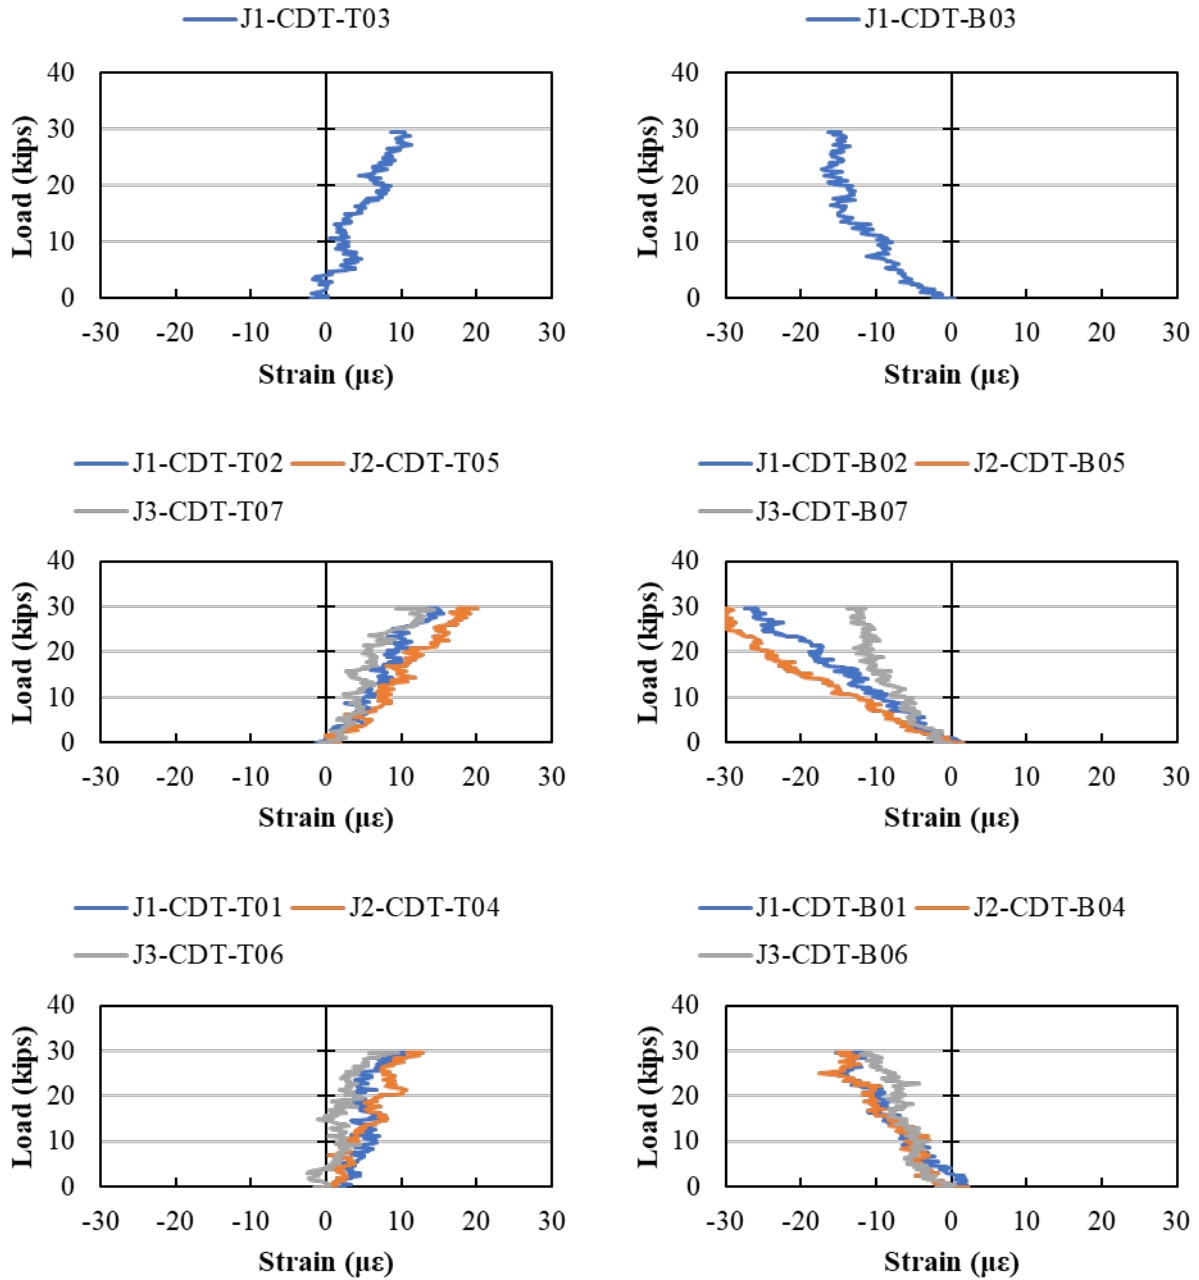 J1-CDT-T03
40
30
20
10
0
Load (kips)
-30 -20 -10 0 10 20 30
Strain (με)
J1-CDT-B03
40
30
20
10
0
Load (kips)
-30 -20 -10 0 10 20 30
Strain (με)
J1-CDT-T02 J2-CDT-T05
J3-CDT-T07
40
30
20
10
0
Load (kips)
-30 -20 -10 0 10 20 30
Strain (με)
J1-CDT-B02 J2-CDT-B05
J3-CDT-B07
40
30
20
10
0
Load (kips)
-30 -20 -10 0 10 20 30
Strain (με)
J1-CDT-T01 J2-CDT-T04
J3-CDT-T06
40
30
20
10
0
Load (kips)
-30 -20 -10 0 10 20 30
Strain (με)
J1-CDT-B01 J2-CDT-B04
J3-CDT-B06
40
30
20
10
0
Load (kips)
-30 -20 -10 0 10 20 30
Strain (με)